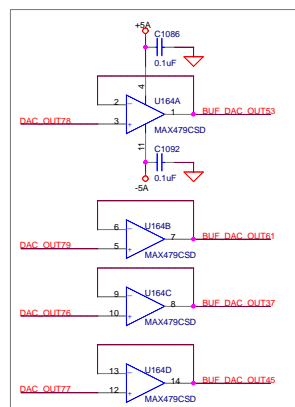 +5A
C1086
0.1uF
4
U164A
2
1
BUF_DAC_OUT53
DAC_OUT78
3
MAX479CSD
11
C1092
0.1uF
-5A
6
U164B
7
BUF_DAC_OUT61
DAC_OUT79
5
MAX479CSD
9
U164C
8
BUF_DAC_OUT37
DAC_OUT76
10
MAX479CSD
13
U164D
14
BUF_DAC_OUT45
DAC_OUT77
12
MAX479CSD